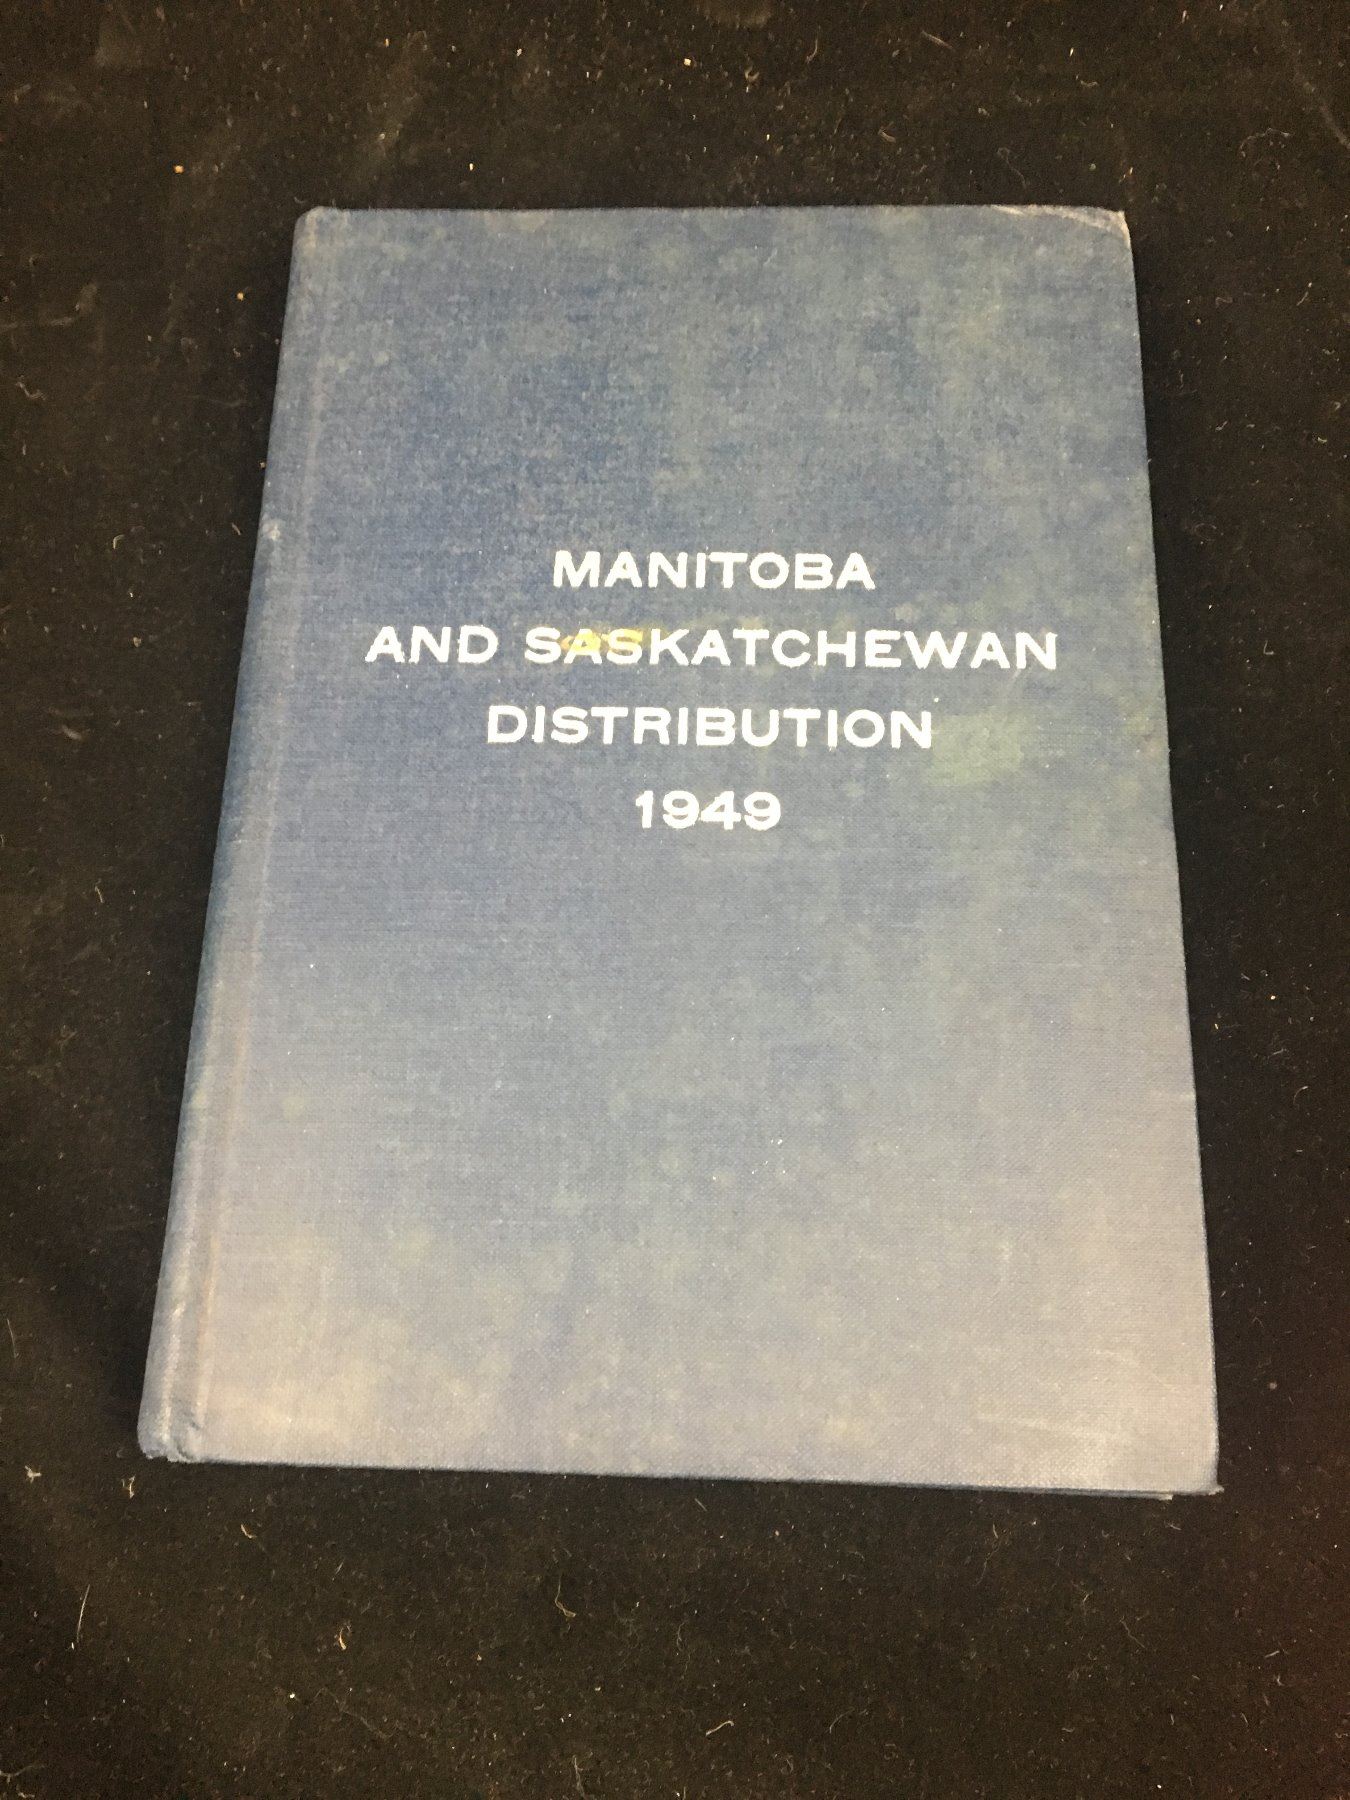 MANITOBA
AND SASKATCHEWAN
DISTRIBUTION
1949